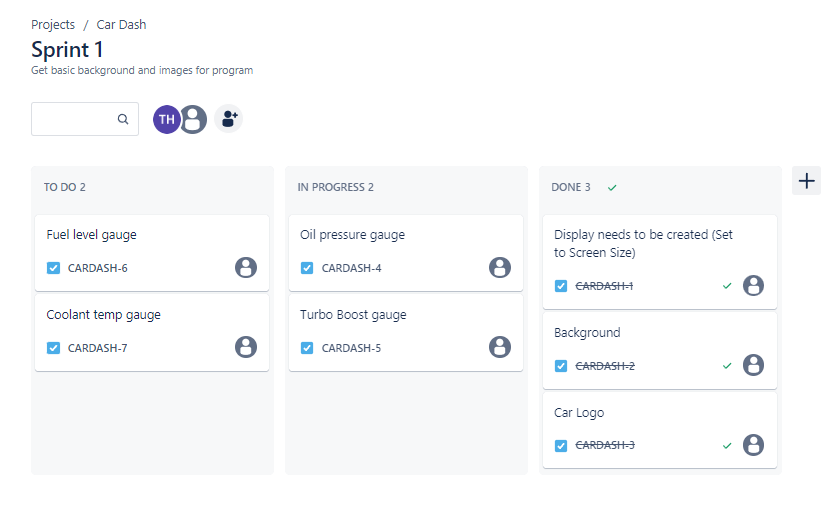 Projects / Car Dash
Sprint 1
Get basic background and images for program
TH
TO DO 2
Fuel level gauge
CARDASH-6
Coolant temp gauge
CARDASH-7
IN PROGRESS 2
Oil pressure gauge
CARDASH-4
Turbo Boost gauge
CARDASH-5
DONE 3
Display needs to be created (Set
to Screen Size)
CARDASH-1
Background
CARDASH-2
Car Logo
CARDASH-3